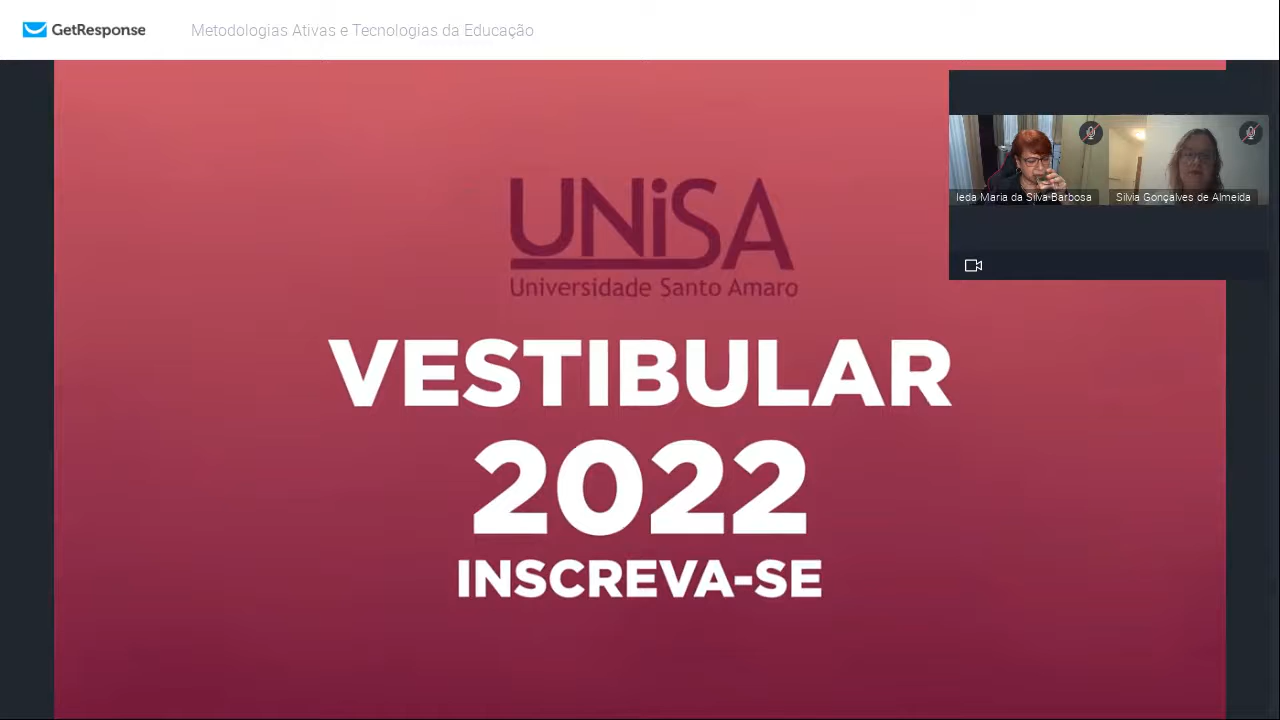 GetResponse
Metodologias Ativas e Tecnologias da Educação
Ieda Maria da Silva Barbosa
Silvia Gonçalves de Almeida
UNiSA
Universidade Santo Amaro
VESTIBULAR
2022
INSCREVA-SE